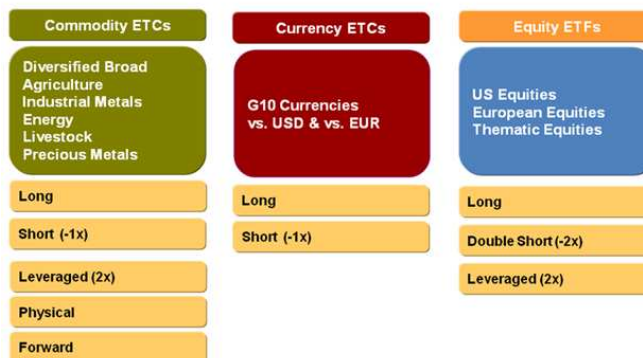 Commodity ETCs
Diversified Broad
Agriculture
Industrial Metals
Energy
Livestock
Precious Metals
Long
Short (-1x)
Leveraged (2x)
Physical
Forward
Currency ETCs
G10 Currencies
vs. USD & vs. EUR
Long
Short (-1x)
Equity ETFs
US Equities
European Equities
Thematic Equities
Long
Double Short (-2x)
Leveraged (2x)